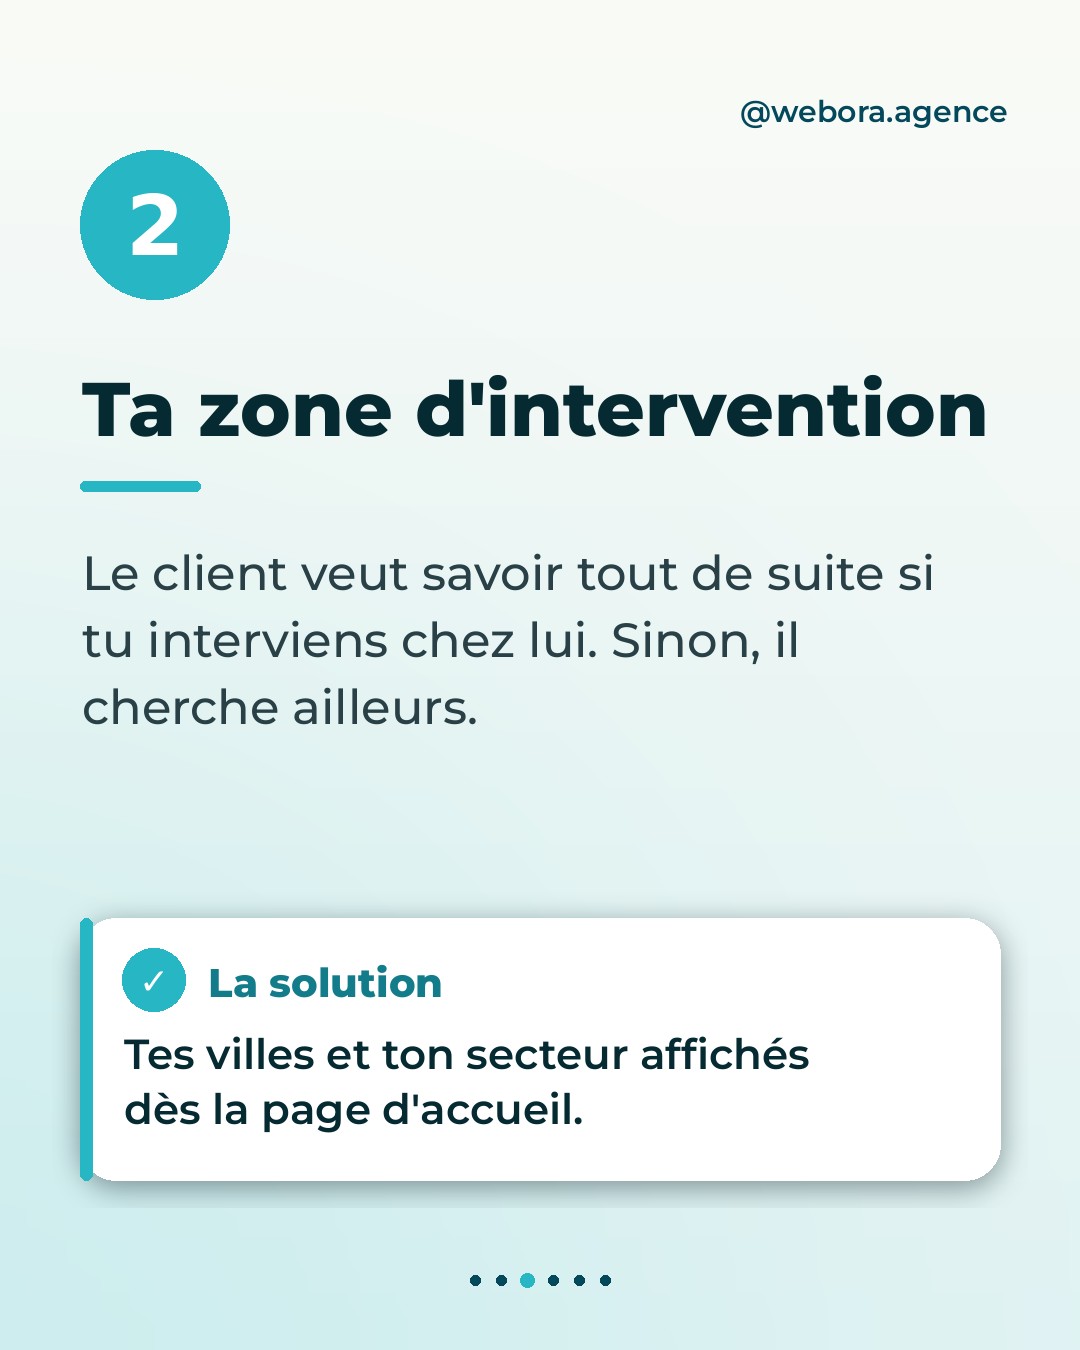 @webora.agence
2
Ta zone d'intervention
Le client veut savoir tout de suite si
tu interviens chez lui. Sinon, il
cherche ailleurs.
✓ La solution
Tes villes et ton secteur affichés
dès la page d'accueil.